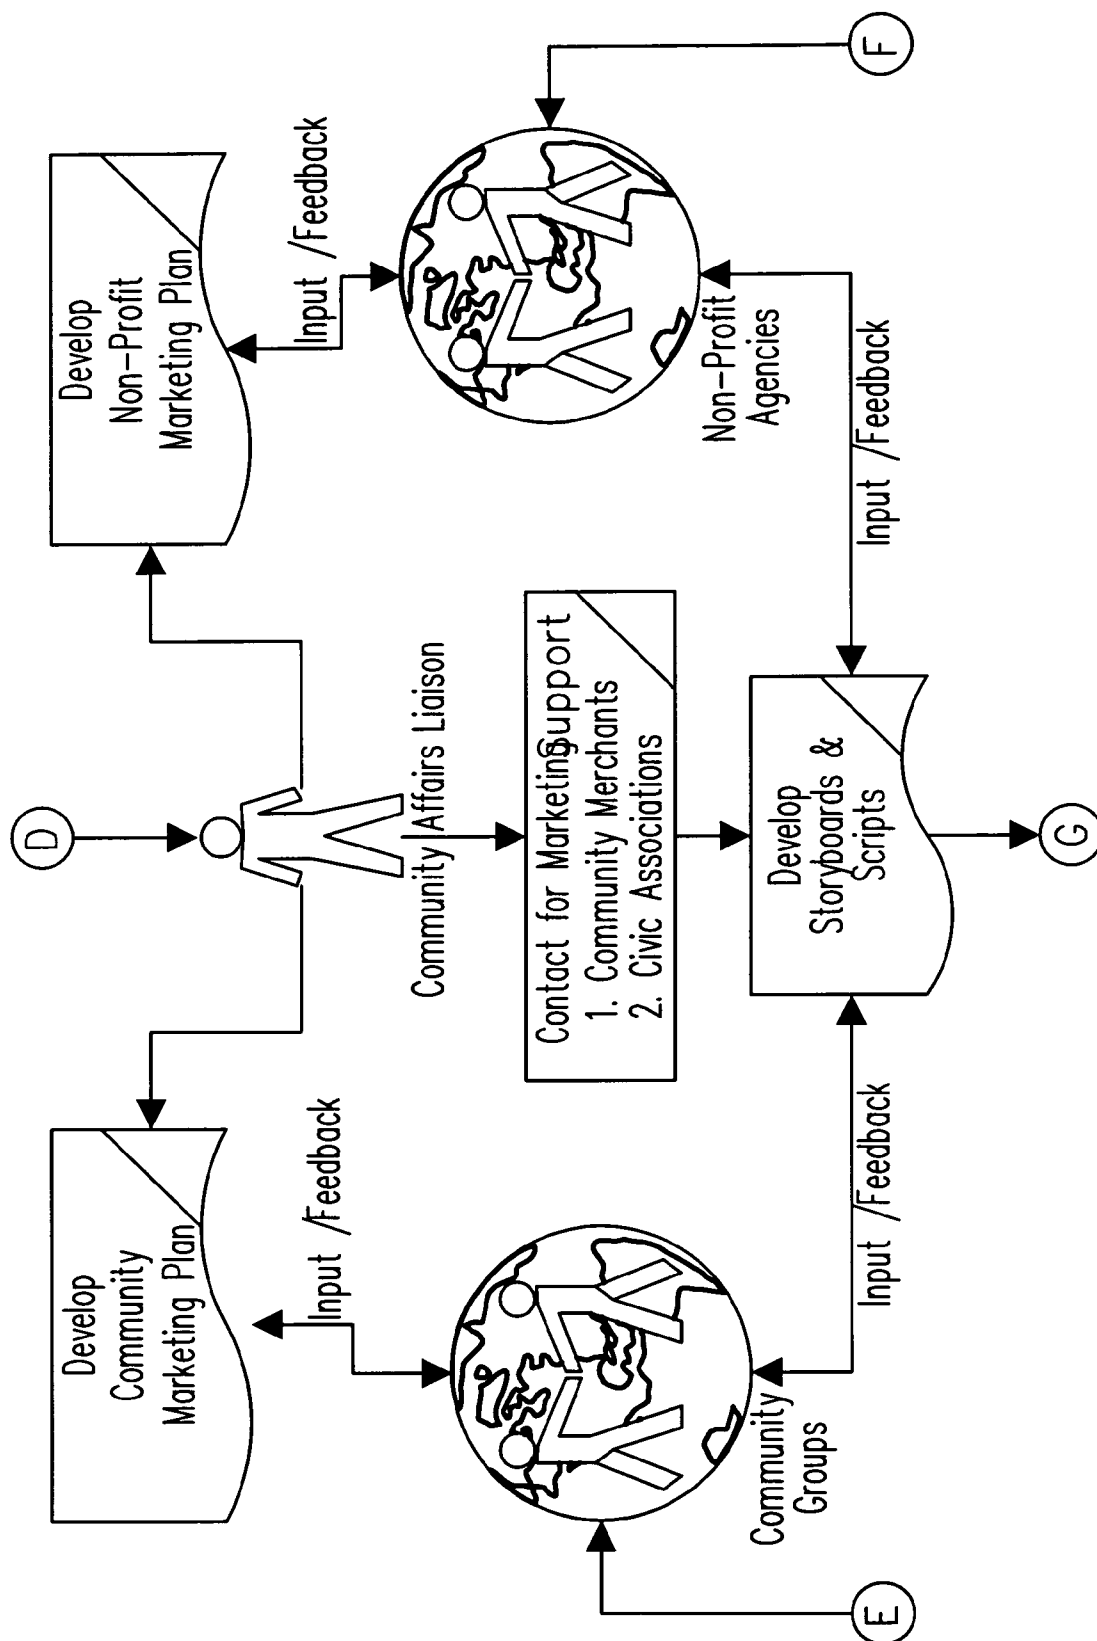 D
Develop
Community
Marketing Plan
Develop
Non-Profit
Marketing Plan
Input /Feedback
Input /Feedback
Community Affairs Liaison
E
Community
Groups
Contact for Marketing Support
1. Community Merchants
2. Civic Associations
Non-Profit
Agencies
F
Input /Feedback
Develop
Storyboards &
Scripts
Input /Feedback
G